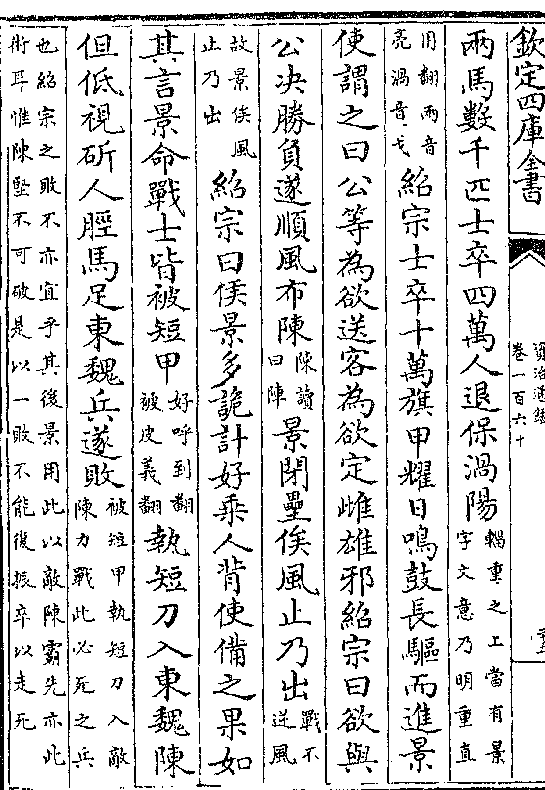 欽定四庫全書
資治通鑑
卷一百六十
兩馬數千匹士卒四萬人退保渦陽輜重之上當有景字文意乃明重直
用翻兩音亮渦音戈紹宗士卒十萬旗甲耀日鳴鼓長驅而進景
使謂之曰公等為欲送客為欲定雌雄邪紹宗曰欲與
公決勝負遂順風布陳陳讀曰陣景閉壘俟風止乃出戰不逆風
故景俟風止乃出紹宗曰侯景多詭計好乘人背使備之果如
其言景命戰士皆被短甲好呼到翻被皮義翻執短刀入東魏陳
但低視斫人脛馬足東魏兵遂敗被短甲執短刀入敵陳力戰此必死之兵
也紹宗之敗不亦宜乎其後景用此以敵陳霸先亦此術耳惟陳堅不可破是以一敗不能復振卒以走死